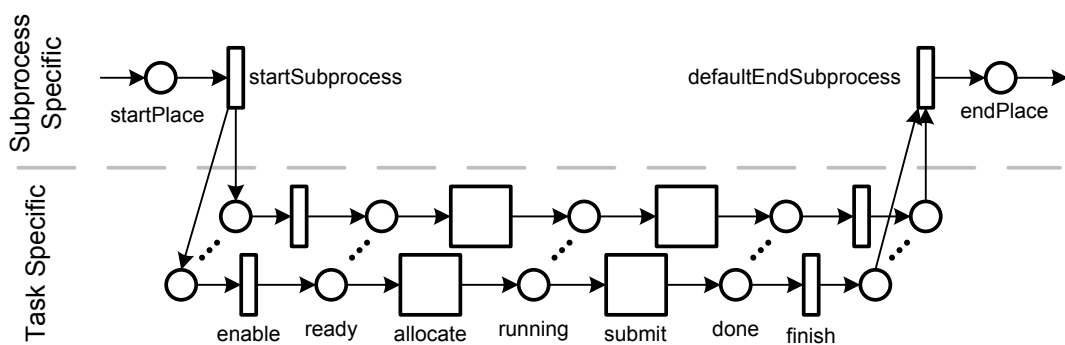 Subprocess
Specific
startSubprocess
defaultEndSubprocess
startPlace
endPlace
Task Specific
enable
ready
allocate
running
submit
done
finish